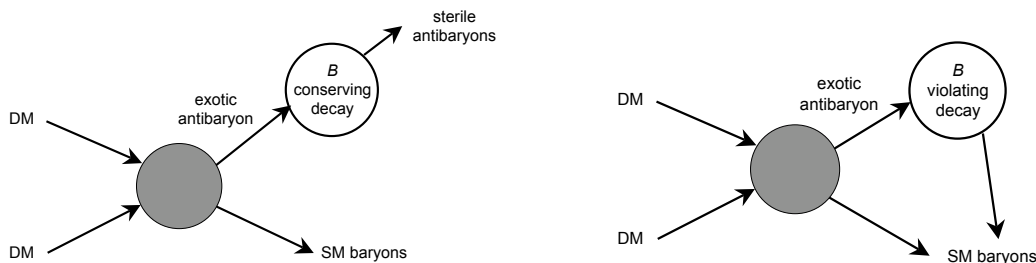 sterile
antibaryons
B
conserving
decay
exotic
antibaryon
DM
DM
SM baryons
B
violating
decay
exotic
antibaryon
DM
DM
SM baryons